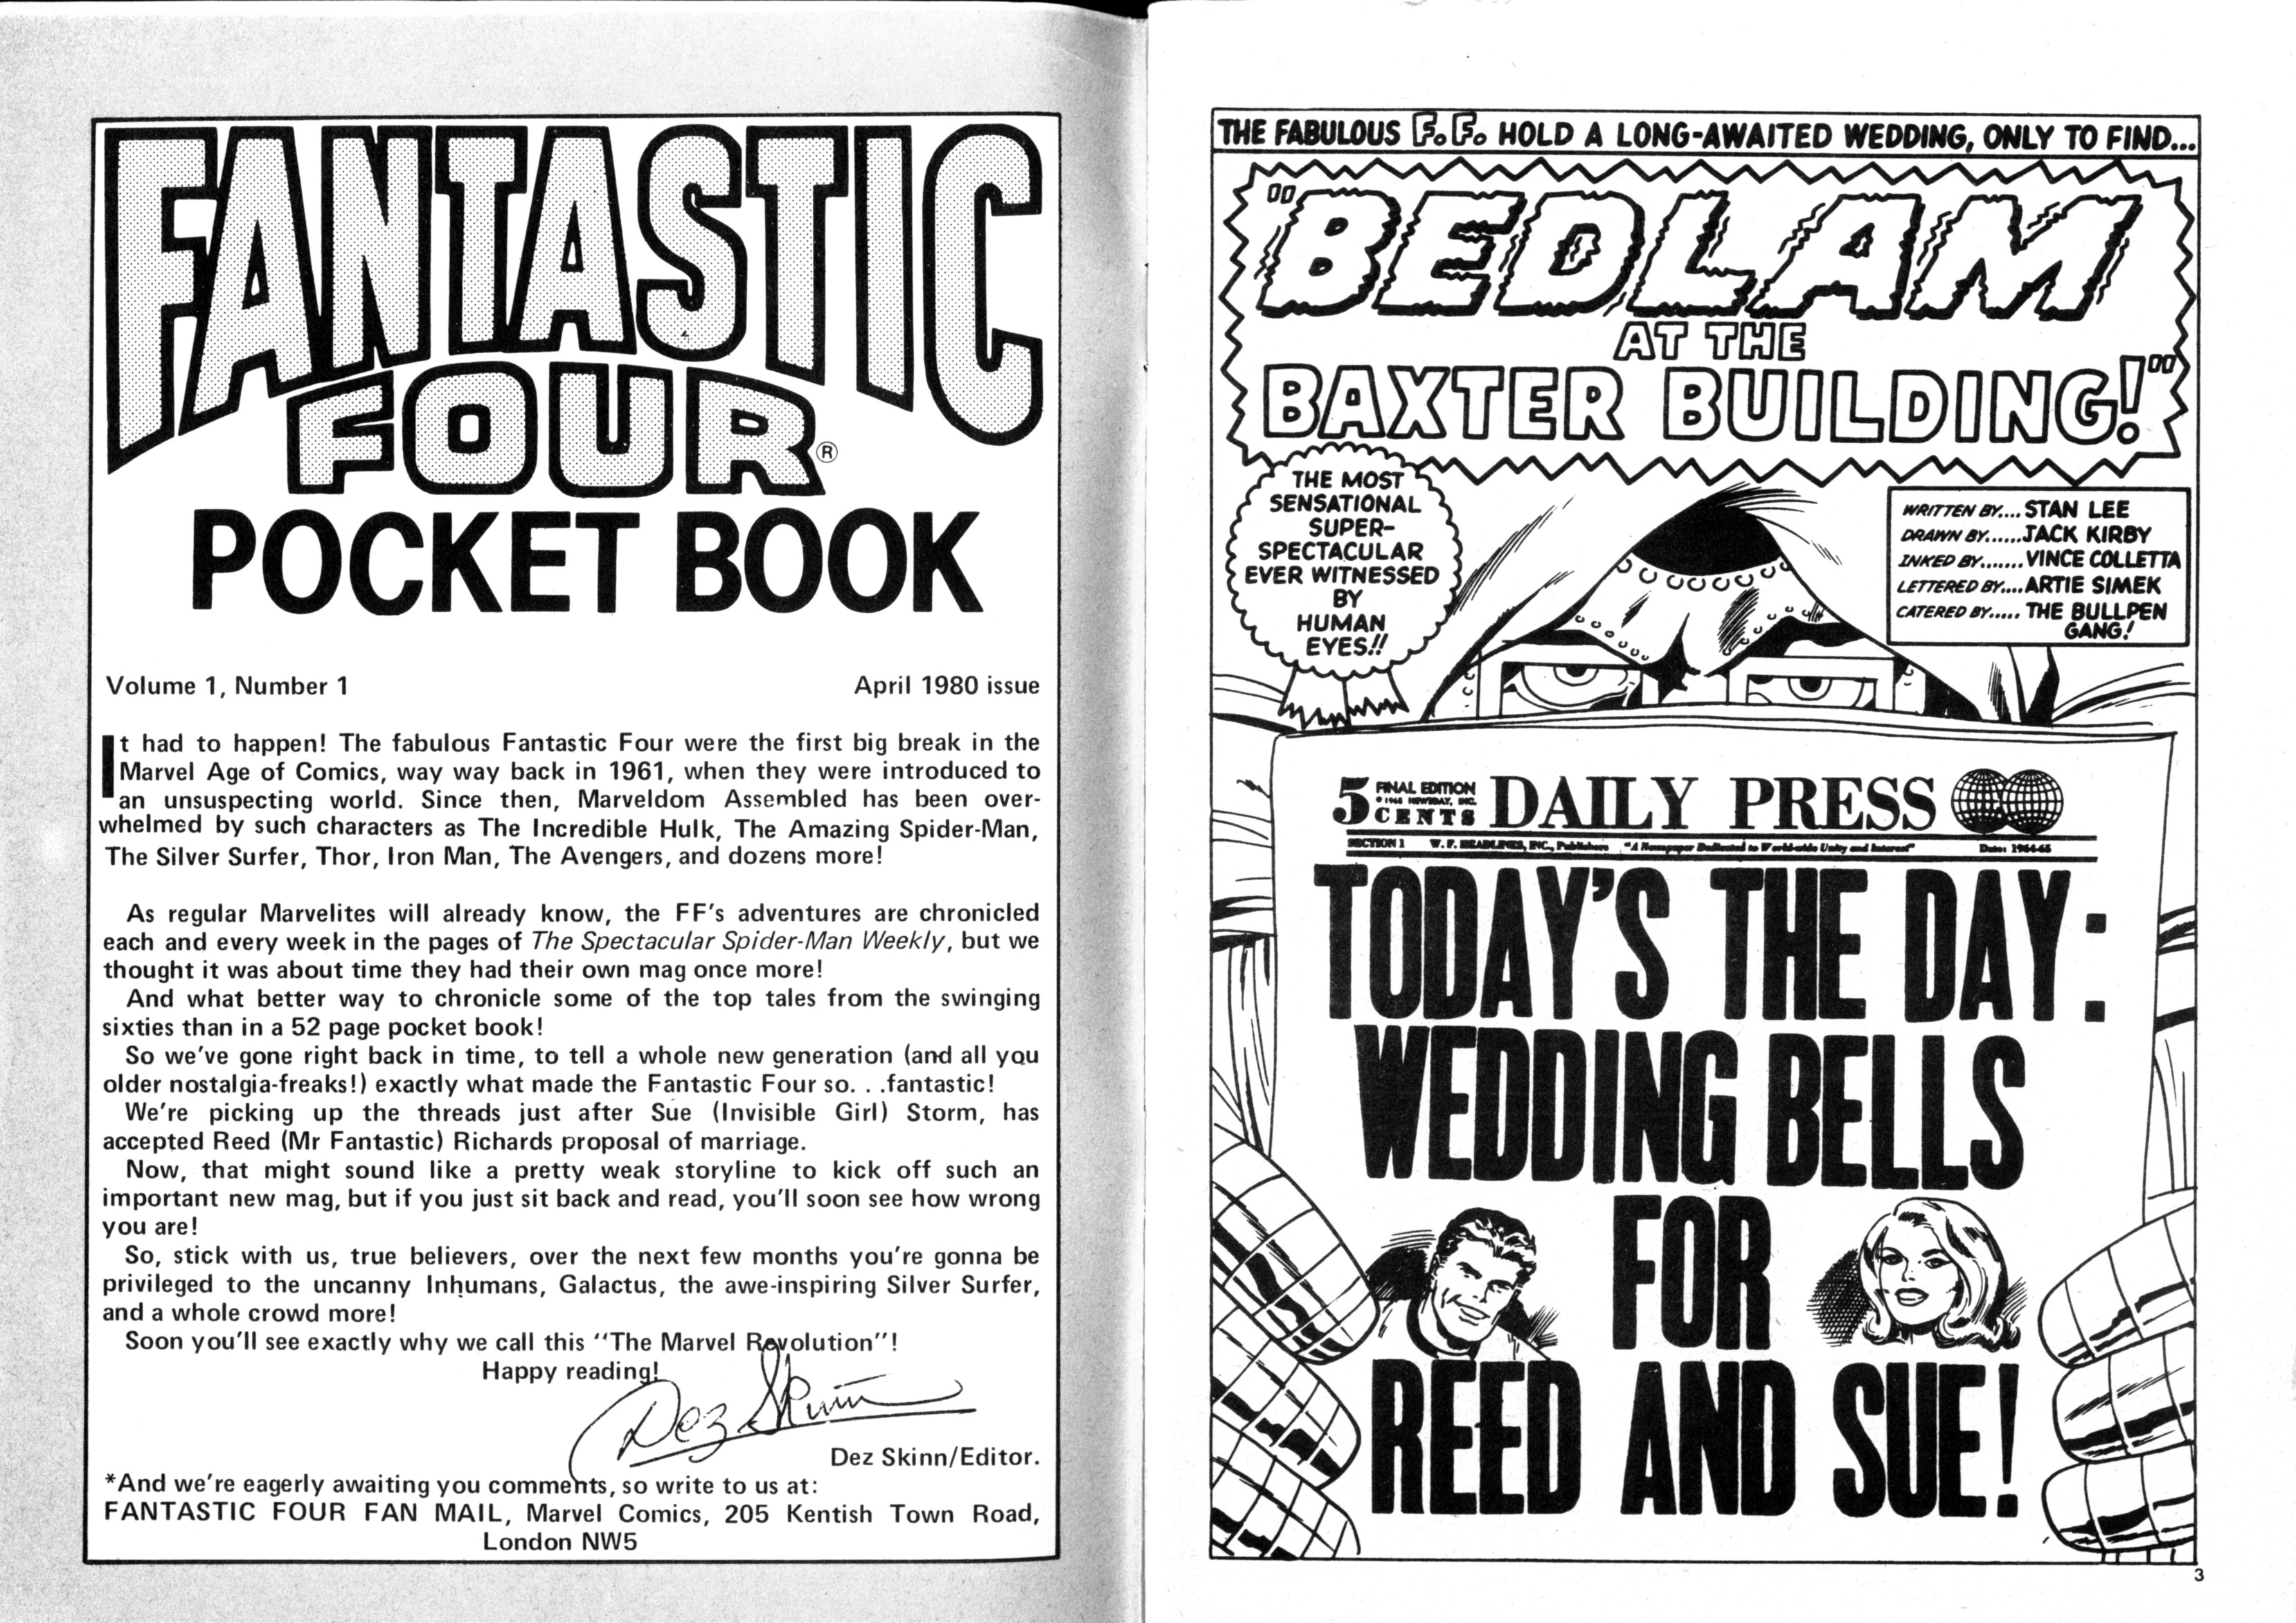 FANTASTIC
FOUR®
POCKET BOOK
Volume 1, Number 1 April 1980 issue
It had to happen! The fabulous Fantastic Four were the first big break in the
Marvel Age of Comics, way way back in 1961, when they were introduced to
an unsuspecting world. Since then, Marveldom Assembled has been over-
whelmed by such characters as The Incredible Hulk, The Amazing Spider-Man,
The Silver Surfer, Thor, Iron Man, The Avengers, and dozens more!
As regular Marvelites will already know, the FF's adventures are chronicled
each and every week in the pages of The Spectacular Spider-Man Weekly, but we
thought it was about time they had their own mag once more!
And what better way to chronicle some of the top tales from the swinging
sixties than in a 52 page pocket book!
So we've gone right back in time, to tell a whole new generation (and all you
older nostalgia-freaks!) exactly what made the Fantastic Four so. . .fantastic!
We're picking up the threads just after Sue (Invisible Girl) Storm, has
accepted Reed (Mr Fantastic) Richards proposal of marriage.
Now, that might sound like a pretty weak storyline to kick off such an
important new mag, but if you just sit back and read, you'll soon see how wrong
you are!
So, stick with us, true believers, over the next few months you're gonna be
privileged to the uncanny Inhumans, Galactus, the awe-inspiring Silver Surfer,
and a whole crowd more!
Soon you'll see exactly why we call this "The Marvel Revolution"!
Happy reading!
Dez Skinn
Dez Skinn/Editor.
*And we're eagerly awaiting you comments, so write to us at:
FANTASTIC FOUR FAN MAIL, Marvel Comics, 205 Kentish Town Road,
London NW5
THE FABULOUS F.F. HOLD A LONG-AWAITED WEDDING, ONLY TO FIND...
"BEDLAM
AT THE
BAXTER BUILDING!"
THE MOST
SENSATIONAL
SUPER-
SPECTACULAR
EVER WITNESSED
BY
HUMAN
EYES!!
WRITTEN BY.... STAN LEE
DRAWN BY......JACK KIRBY
INKED BY.......VINCE COLLETTA
LETTERED BY....ARTIE SIMEK
CATERED BY..... THE BULLPEN
GANG!
5 CENTS
FINAL EDITION
DAILY PRESS
SECTION 1 W. F. HEADLINES, INC., Publishers "A Newspaper Dedicated to World-wide Unity and Interest" Date: 1964-65
TODAY'S THE DAY:
WEDDING BELLS
FOR
REED AND SUE!
3